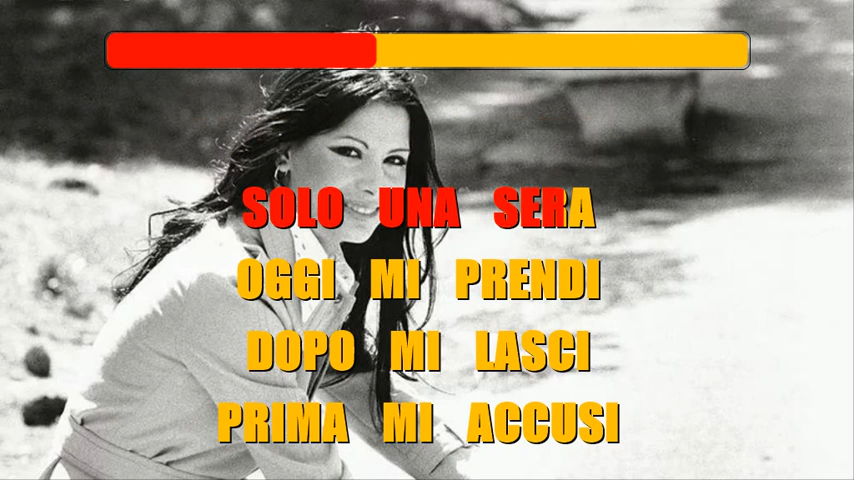 SOLO UNA SERA
OGGI MI PRENDI
DOPO MI LASCI
PRIMA MI ACCUSI